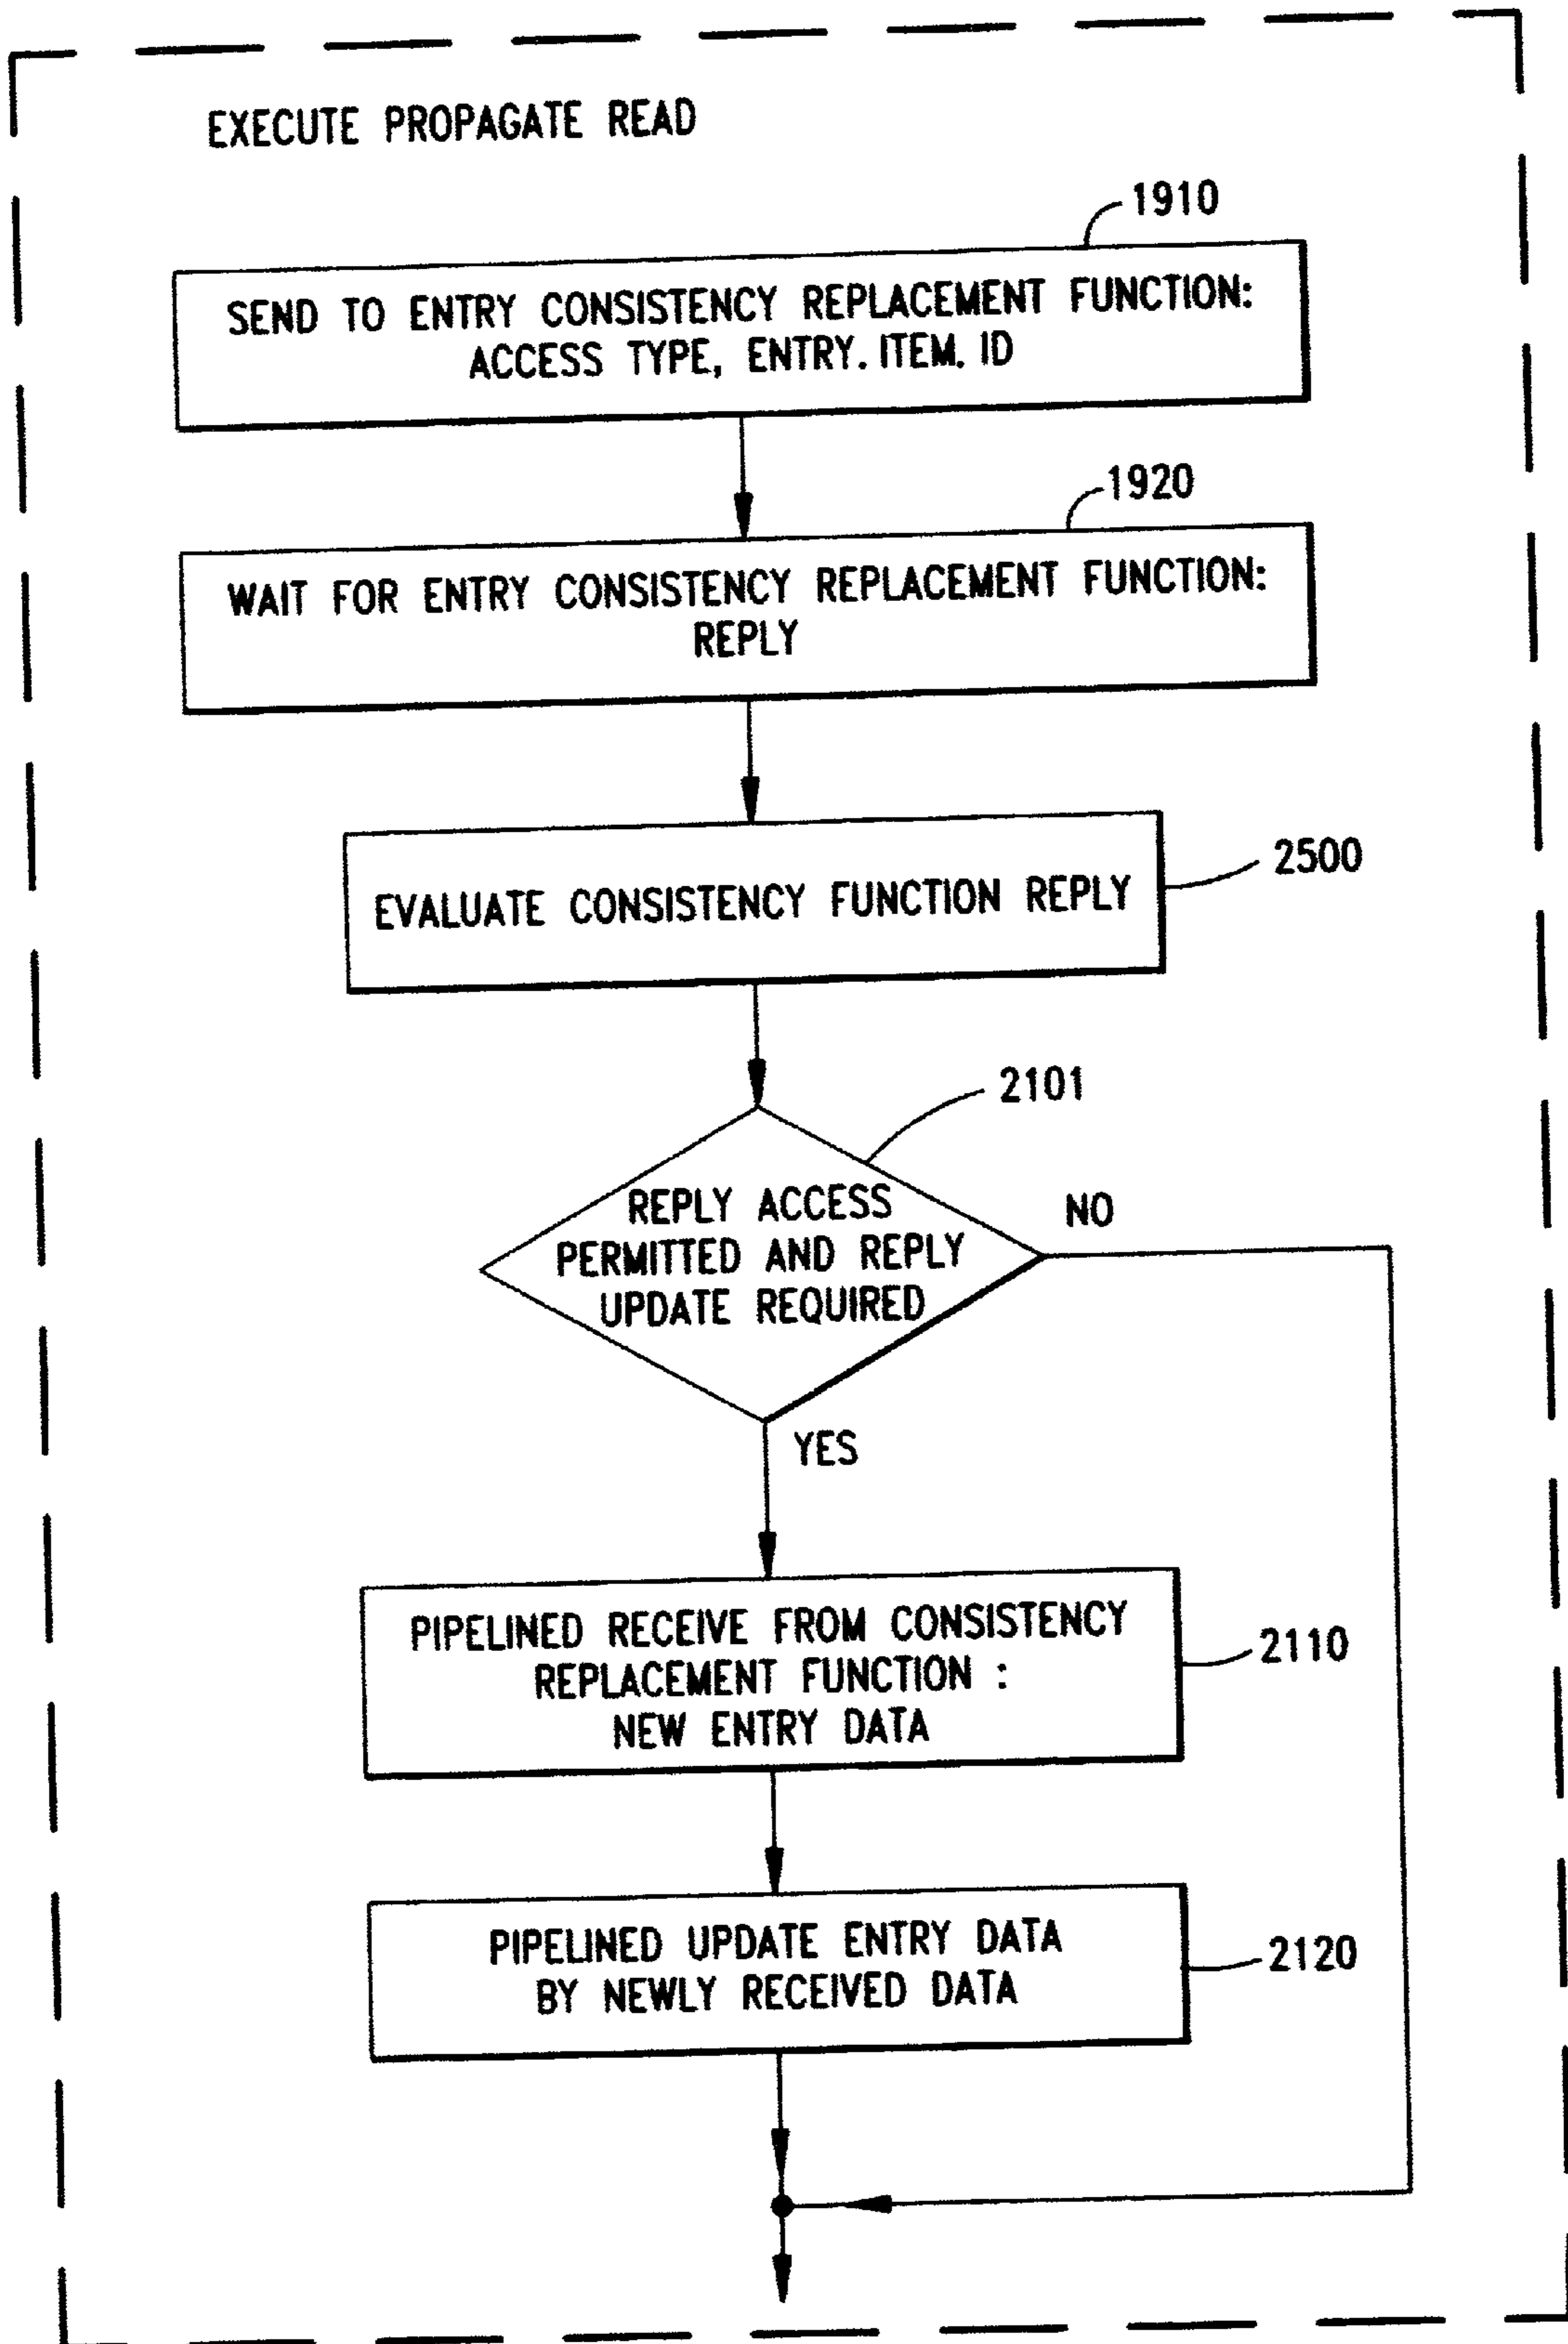 EXECUTE PROPAGATE READ
1910
SEND TO ENTRY CONSISTENCY REPLACEMENT FUNCTION:
ACCESS TYPE, ENTRY. ITEM. ID
1920
WAIT FOR ENTRY CONSISTENCY REPLACEMENT FUNCTION:
REPLY
2500
EVALUATE CONSISTENCY FUNCTION REPLY
2101
REPLY ACCESS
PERMITTED AND REPLY
UPDATE REQUIRED
NO
YES
PIPELINED RECEIVE FROM CONSISTENCY
REPLACEMENT FUNCTION :
NEW ENTRY DATA
2110
PIPELINED UPDATE ENTRY DATA
BY NEWLY RECEIVED DATA
2120